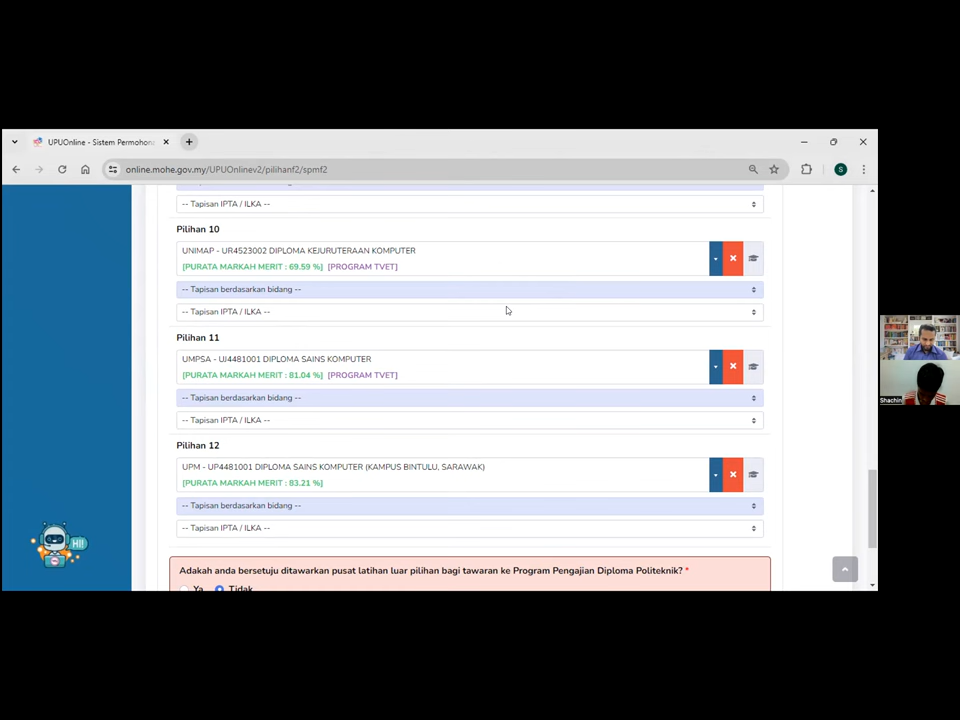 UPUOnline - Sistem Permohona
online.mohe.gov.my/UPUOnlinev2/pilihanf2/spmf2
S
-- Tapisan IPTA / ILKA --
Pilihan 10
UNIMAP - UR4523002 DIPLOMA KEJURUTERAAN KOMPUTER
[PURATA MARKAH MERIT : 69.59 %] [PROGRAM TVET]
-- Tapisan berdasarkan bidang --
-- Tapisan IPTA / ILKA --
Pilihan 11
UMPSA - UJ4481001 DIPLOMA SAINS KOMPUTER
[PURATA MARKAH MERIT : 81.04 %] [PROGRAM TVET]
-- Tapisan berdasarkan bidang --
-- Tapisan IPTA / ILKA --
Pilihan 12
UPM - UP4481001 DIPLOMA SAINS KOMPUTER (KAMPUS BINTULU, SARAWAK)
[PURATA MARKAH MERIT : 83.21 %]
-- Tapisan berdasarkan bidang --
-- Tapisan IPTA / ILKA --
Adakah anda bersetuju ditawarkan pusat latihan luar pilihan bagi tawaran ke Program Pengajian Diploma Politeknik? *
Ya Tidak
HI!
Shachin